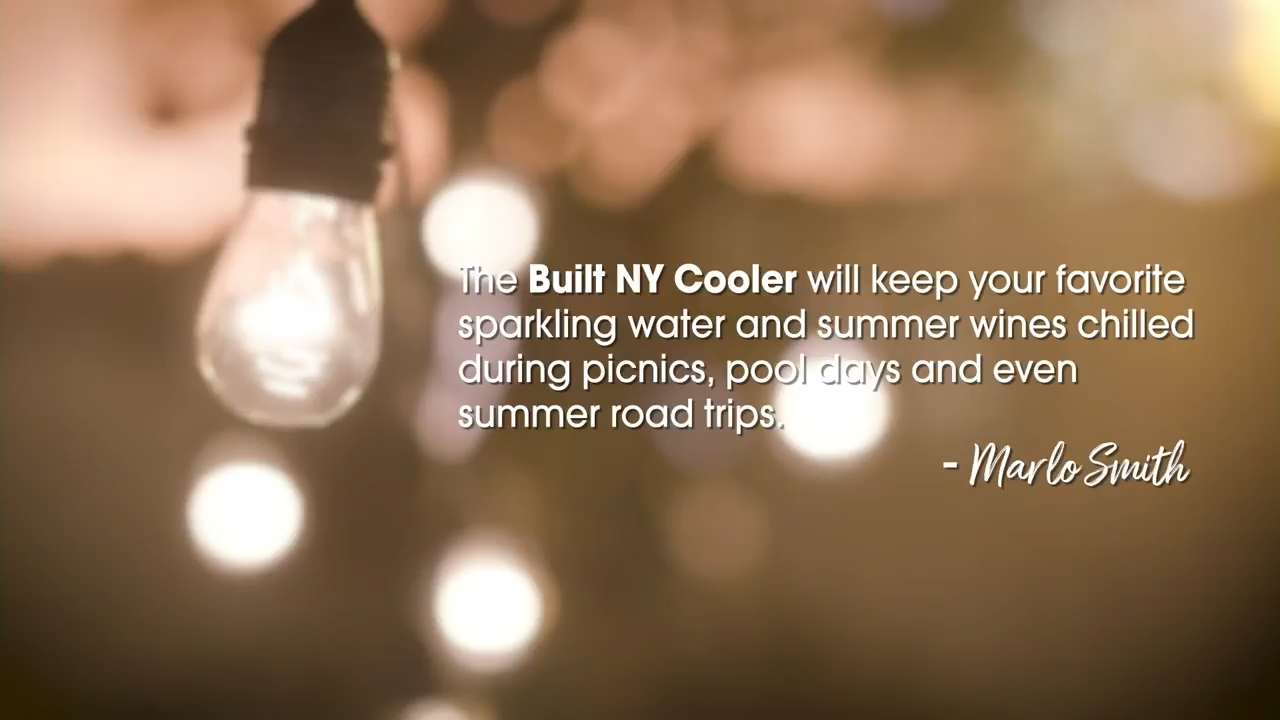 The Built NY Cooler will keep your favorite
sparkling water and summer wines chilled
during picnics, pool days and even
summer road trips.
- Marlo Smith